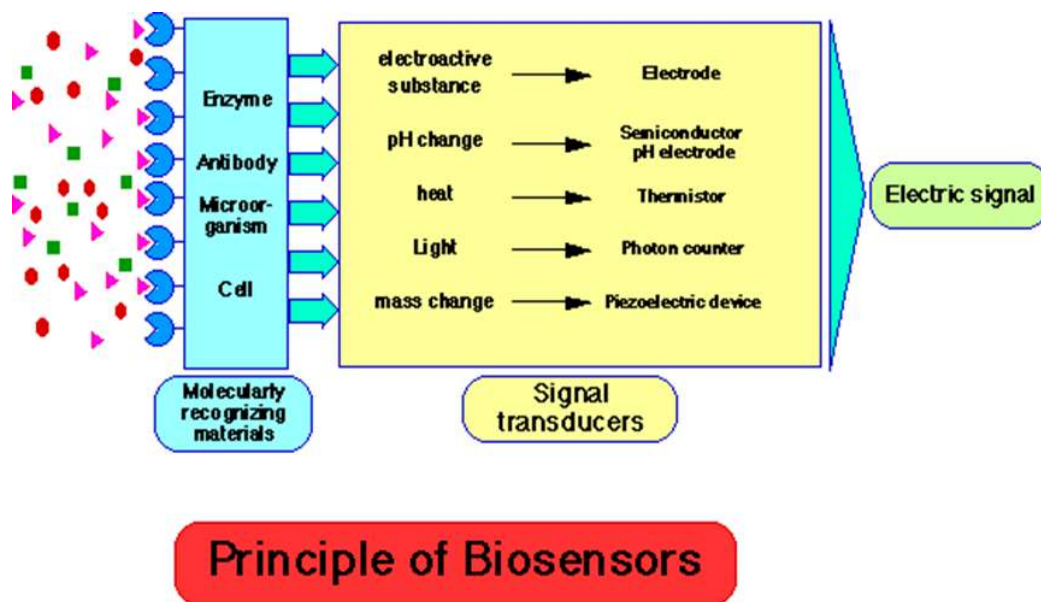 Enzyme
Antibody
Microor-
ganism
Cell
Molecularly
recognizing
materials
electroactive
substance
Electrode
pH change
Semiconductor
pH electrode
heat
Thermistor
Light
Photon counter
mass change
Piezoelectric device
Signal
transducers
Electric signal
Principle of Biosensors